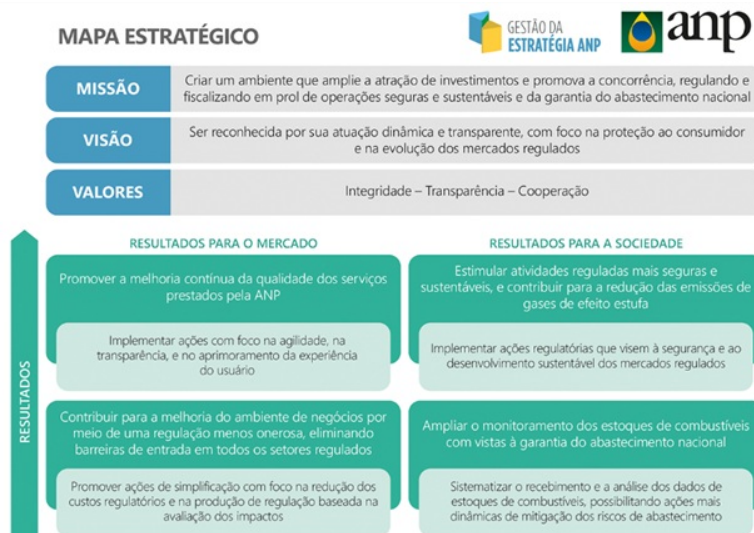 MAPA ESTRATÉGICO
GESTÃO DA
ESTRATÉGIA ANP
anp
MISSÃO
Criar um ambiente que amplie a atração de investimentos e promova a concorrência, regulando e
fiscalizando em prol de operações seguras e sustentáveis e da garantia do abastecimento nacional
VISÃO
Ser reconhecida por sua atuação dinâmica e transparente, com foco na proteção ao consumidor
e na evolução dos mercados regulados
VALORES
Integridade – Transparência – Cooperação
RESULTADOS
RESULTADOS PARA O MERCADO
Promover a melhoria contínua da qualidade dos serviços
prestados pela ANP
Implementar ações com foco na agilidade, na
transparência, e no aprimoramento da experiência
do usuário
Contribuir para a melhoria do ambiente de negócios por
meio de uma regulação menos onerosa, eliminando
barreiras de entrada em todos os setores regulados
Promover ações de simplificação com foco na redução dos
custos regulatórios e na produção de regulação baseada na
avaliação dos impactos
RESULTADOS PARA A SOCIEDADE
Estimular atividades reguladas mais seguras e
sustentáveis, e contribuir para a redução das emissões de
gases de efeito estufa
Implementar ações regulatórias que visem à segurança e ao
desenvolvimento sustentável dos mercados regulados
Ampliar o monitoramento dos estoques de combustíveis
com vistas à garantia do abastecimento nacional
Sistematizar o recebimento e a análise dos dados de
estoques de combustíveis, possibilitando ações mais
dinâmicas de mitigação dos riscos de abastecimento